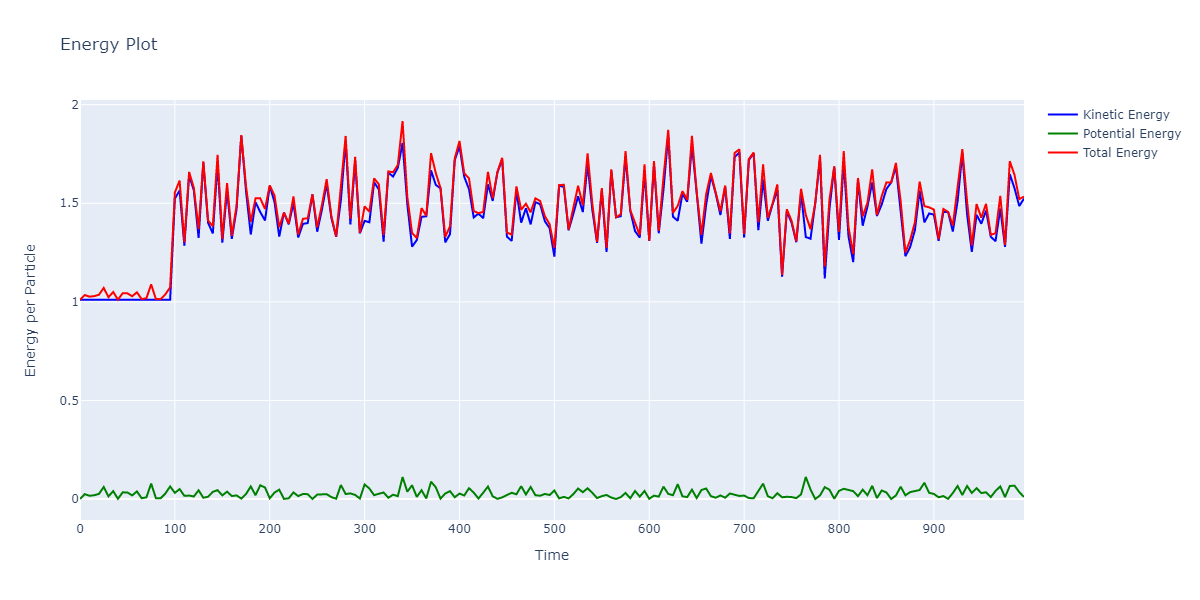 Energy Plot
Kinetic Energy
Potential Energy
Total Energy
2
1.5
1
0.5
0
Energy per Particle
0 100 200 300 400 500 600 700 800 900
Time